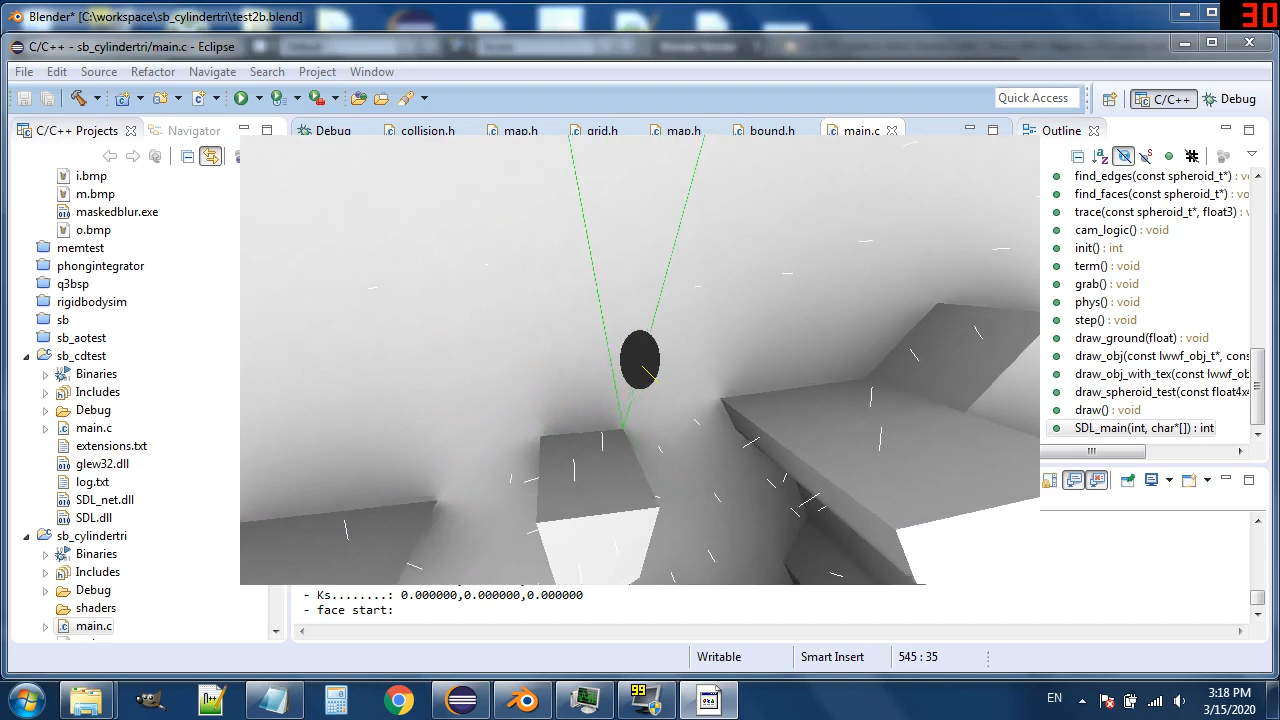 Blender* [C:\workspace\sb_cylindertri\test2b.blend]
30
C/C++ - sb_cylindertri/main.c - Eclipse
File Edit Source Refactor Navigate Search Project Window
Quick Access
C/C++
Debug
C/C++ Projects
Navigator
Debug
collision.h
map.h
grid.h
map.h
bound.h
main.c
Outline
i.bmp
m.bmp
maskedblur.exe
o.bmp
memtest
phongintegrator
q3bsp
rigidbodysim
sb
sb_aotest
sb_cdtest
Binaries
Includes
Debug
main.c
extensions.txt
glew32.dll
log.txt
SDL_net.dll
SDL.dll
sb_cylindertri
Binaries
Includes
Debug
shaders
main.c
find_edges(const spheroid_t*) : v
find_faces(const spheroid_t*) : v
trace(const spheroid_t*, float3) : v
cam_logic() : void
init() : int
term() : void
grab() : void
phys() : void
step() : void
draw_ground(float) : void
draw_obj(const lwwf_obj_t*, cons
draw_obj_with_tex(const lwwf_ob
draw_spheroid_test(const float4x
draw() : void
SDL_main(int, char*[]) : int
- Ks........: 0.000000,0.000000,0.000000
- face start:
Writable
Smart Insert
545 : 35
99
EN
3:18 PM
3/15/2020